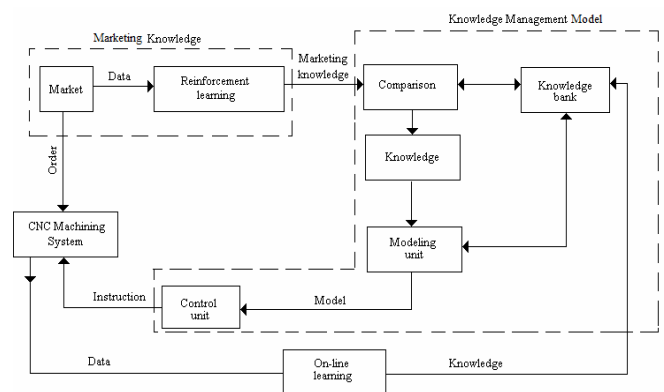 Knowledge Management Model
Marketing Knowledge
Market
Data
Reinforcement
learning
Marketing
knowledge
Comparison
Knowledge
bank
Order
Knowledge
CNC Machining
System
Modeling
unit
Instruction
Control
unit
Model
Data
On-line
learning
Knowledge